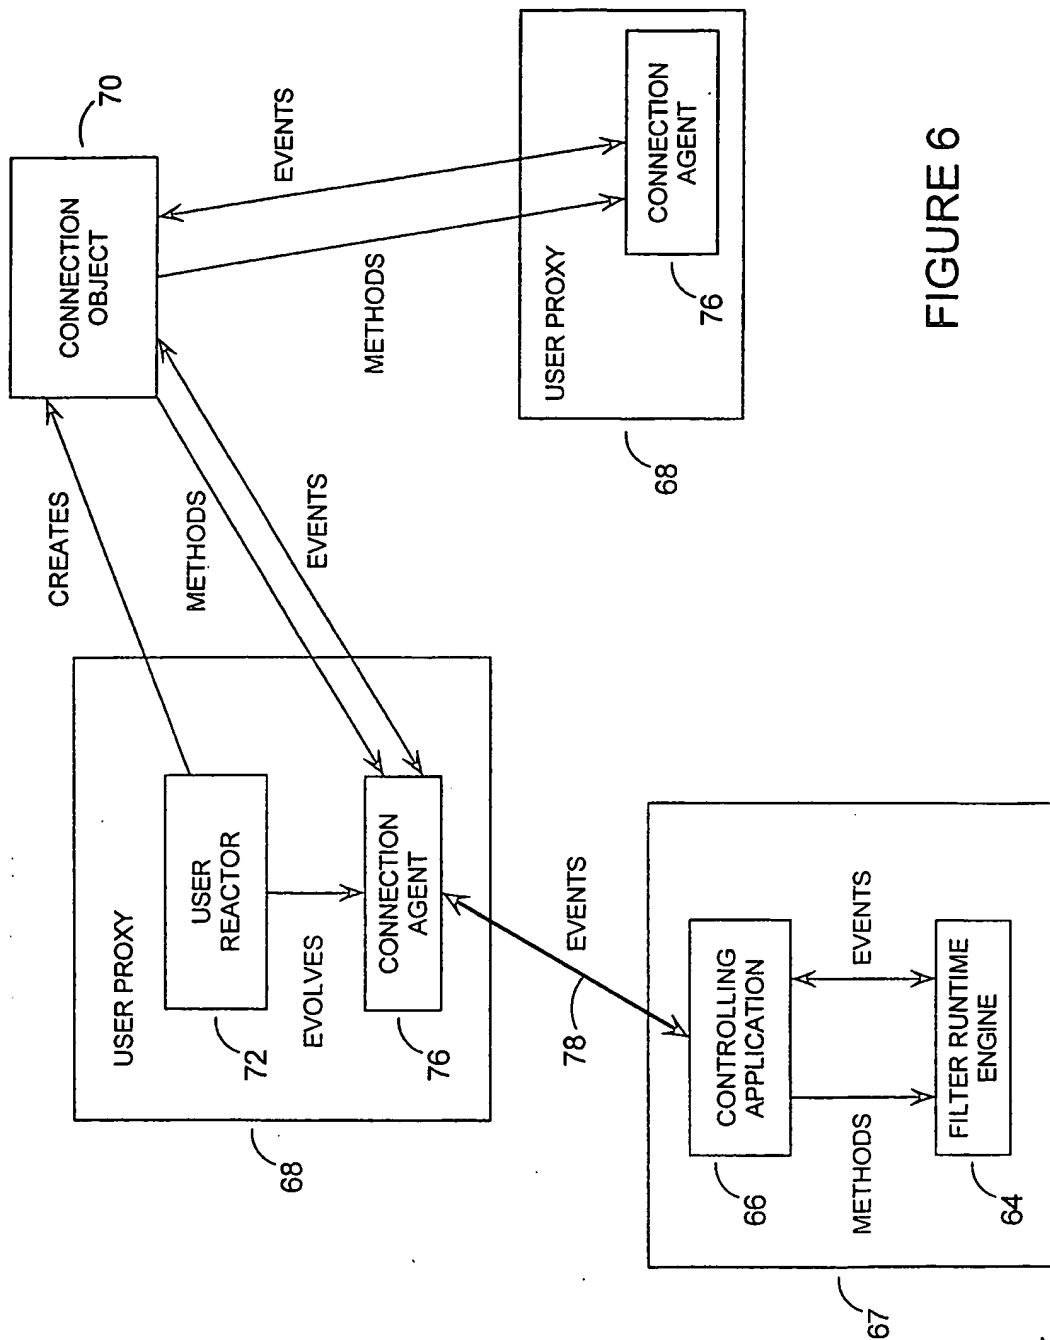 USER PROXY
72
USER
REACTOR
EVOLVES
76
CONNECTION
AGENT
68
CREATES
METHODS
EVENTS
CONNECTION
OBJECT
70
METHODS
EVENTS
USER PROXY
76
CONNECTION
AGENT
68
78
EVENTS
66
CONTROLLING
APPLICATION
METHODS
EVENTS
64
FILTER RUNTIME
ENGINE
67
FIGURE 6